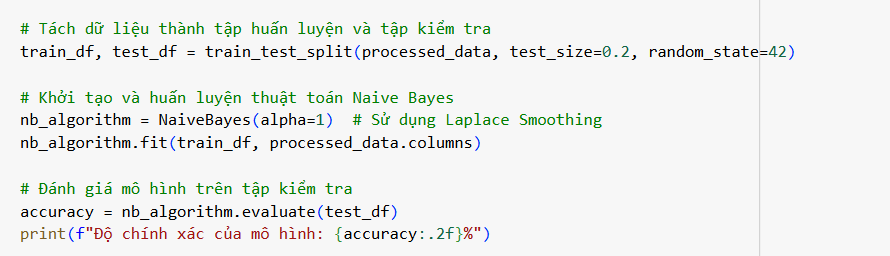 # Tách dữ liệu thành tập huấn luyện và tập kiểm tra
train_df, test_df = train_test_split(processed_data, test_size=0.2, random_state=42)
# Khởi tạo và huấn luyện thuật toán Naive Bayes
nb_algorithm = NaiveBayes(alpha=1)  # Sử dụng Laplace Smoothing
nb_algorithm.fit(train_df, processed_data.columns)
# Đánh giá mô hình trên tập kiểm tra
accuracy = nb_algorithm.evaluate(test_df)
print(f"Độ chính xác của mô hình: {accuracy:.2f}%")